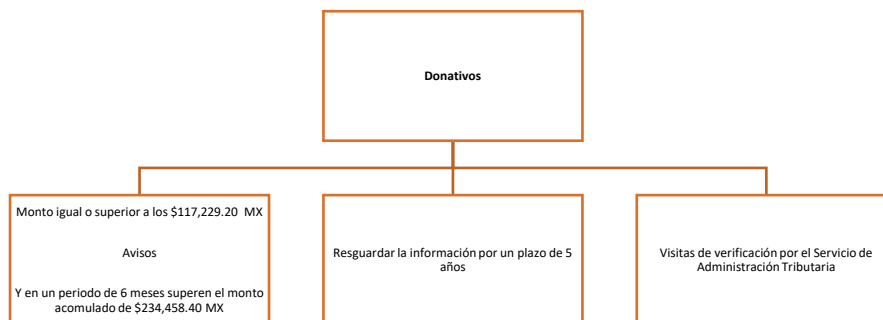 Donativos
Monto igual o superior a los $117,229.20 MX
Avisos
Y en un periodo de 6 meses superen el monto
acumulado de $234,458.40 MX
Resguardar la información por un plazo de 5
años
Visitas de verificación por el Servicio de
Administración Tributaria